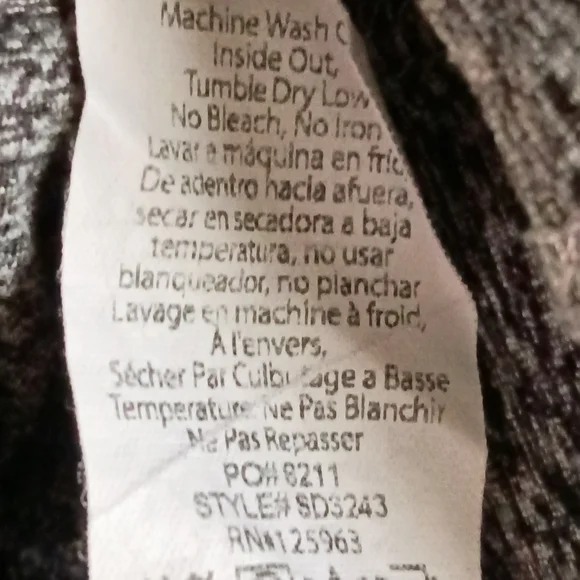 Machine Wash C
Inside Out,
Tumble Dry Low
No Bleach, No Iron
Lavar a máquina en fric
De adentro hacia afuera,
secar en secadora a baja
temperatura, no usar
blanqueador, no planchar
Lavage en machine à froid,
À l'envers,
Sécher Par Culbutage a Basse
Temperature Ne Pas Blanchir
Ne Pas Repasser
PO# 8211
STYLE# SD3243
RN#125963